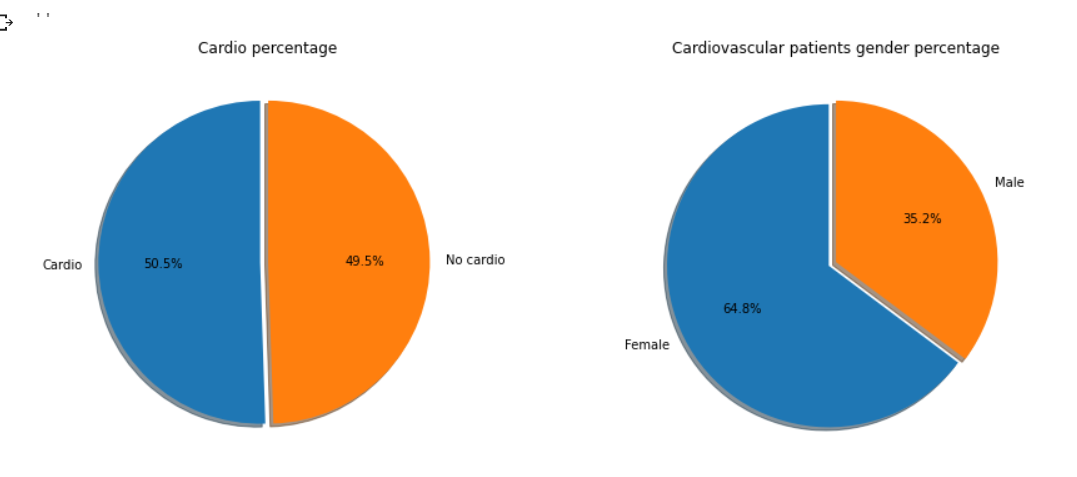 ''
Cardio percentage
Cardiovascular patients gender percentage
Cardio
50.5%
49.5%
No cardio
Male
35.2%
64.8%
Female